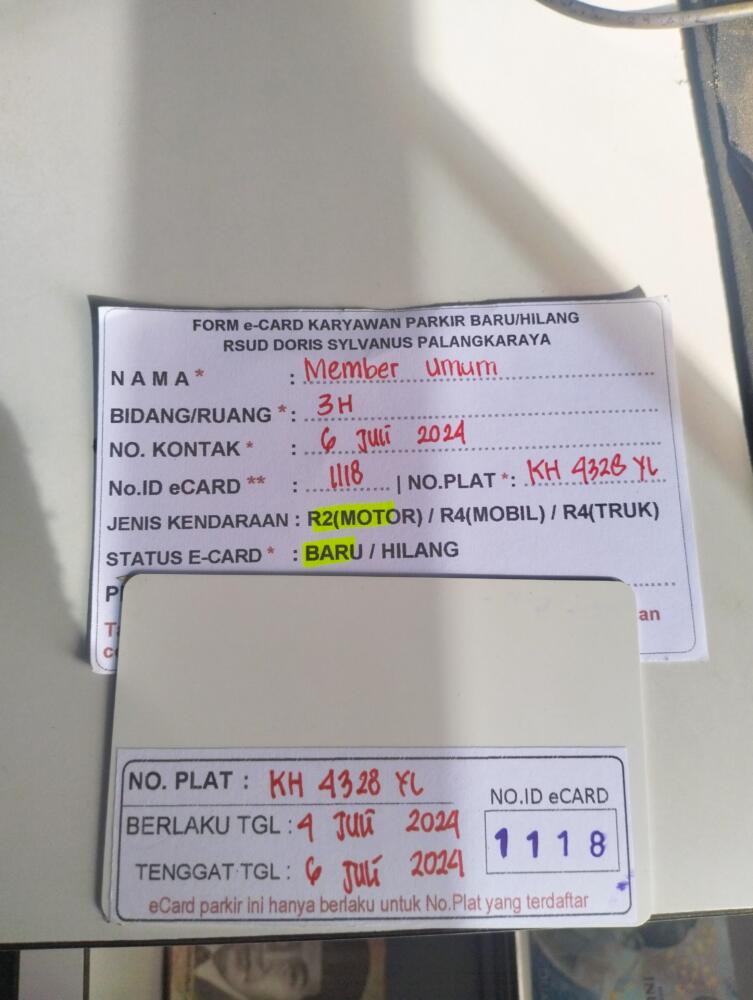 FORM e-CARD KARYAWAN PARKIR BARU/HILANG
RSUD DORIS SYLVANUS PALANGKARAYA
N A M A * : Member Umum
BIDANG/RUANG * : 3H
NO. KONTAK * : 6 Juli 2024
No.ID eCARD ** : 1118 | NO.PLAT * : KH 4328 YL
JENIS KENDARAAN : R2(MOTOR) / R4(MOBIL) / R4(TRUK)
STATUS E-CARD * : BARU / HILANG
NO. PLAT : KH 4328 YL
NO.ID eCARD
BERLAKU TGL : 4 Juli 2024
1118
TENGGAT TGL : 6 Juli 2024
eCard parkir ini hanya berlaku untuk No.Plat yang terdaftar